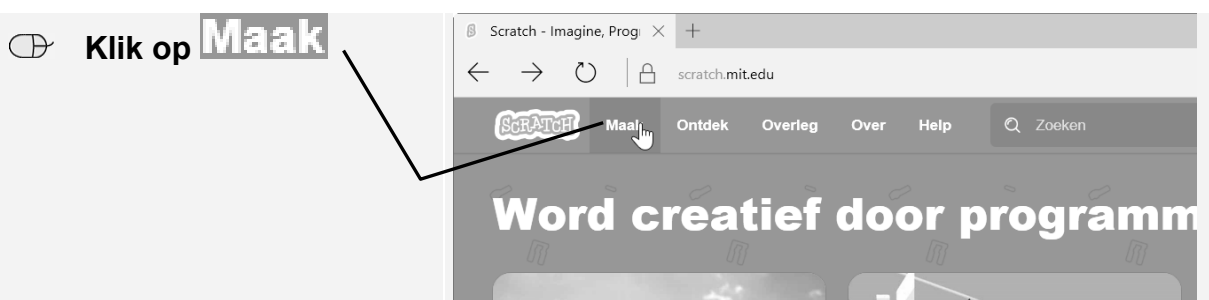 Klik op Maak
Scratch - Imagine, Prog
scratch.mit.edu
SCRATCH Maak Ontdek Overleg Over Help Zoeken
Word creatief door programm